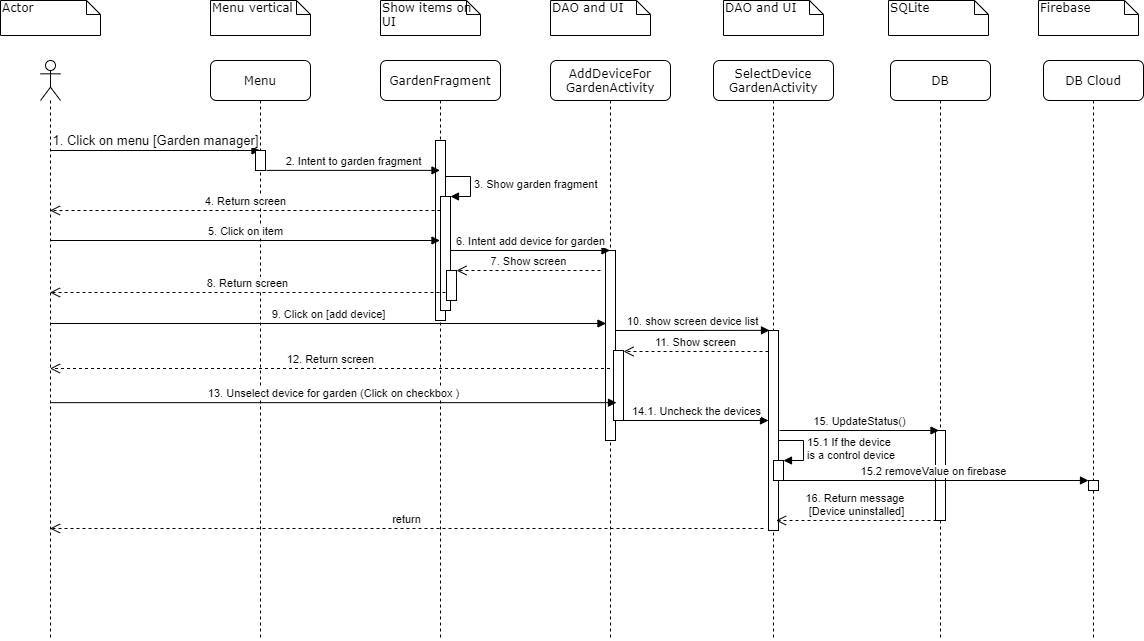 Actor
Menu vertical
Show items on
UI
DAO and UI
DAO and UI
SQLite
Firebase
Menu
GardenFragment
AddDeviceFor
GardenActivity
SelectDevice
GardenActivity
DB
DB Cloud
1. Click on menu [Garden manager]
2. Intent to garden fragment
3. Show garden fragment
4. Return screen
5. Click on item
6. Intent add device for garden
7. Show screen
8. Return screen
9. Click on [add device]
10. show screen device list
11. Show screen
12. Return screen
13. Unselect device for garden (Click on checkbox )
14.1. Uncheck the devices
15. UpdateStatus()
15.1 If the device
is a control device
15.2 removeValue on firebase
16. Return message
[Device uninstalled]
return